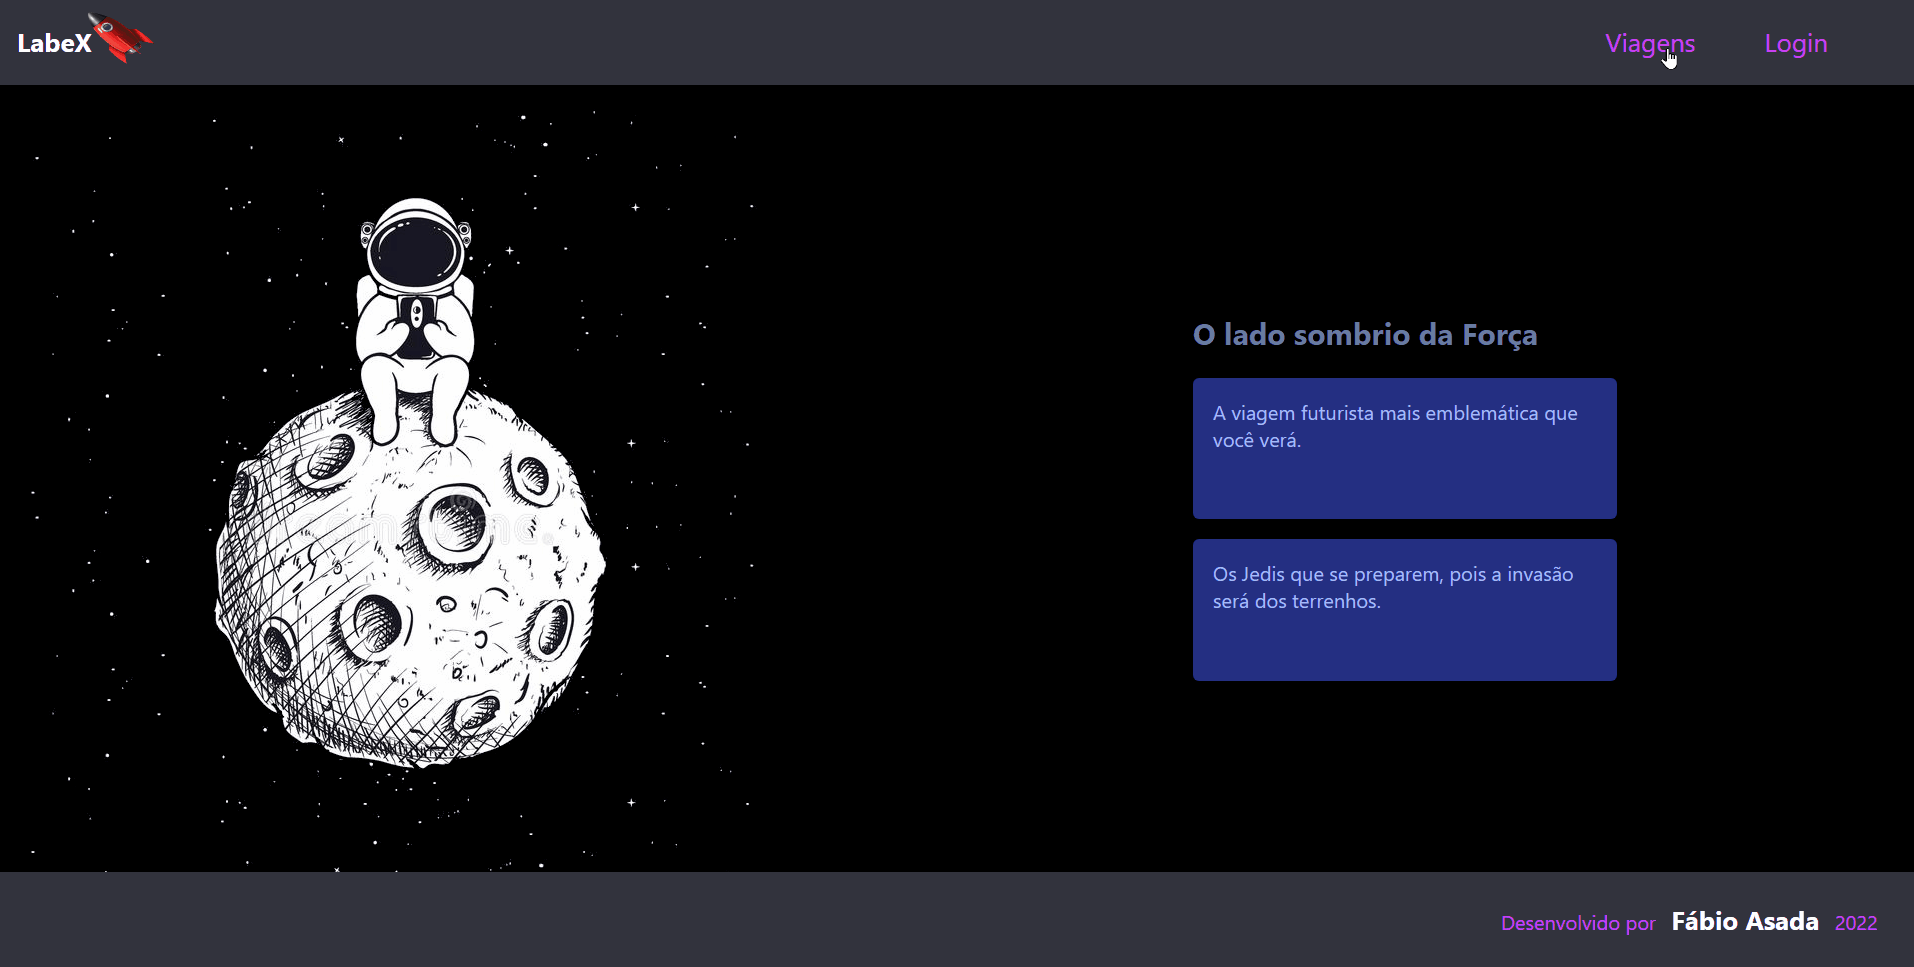 LabeX
Viagens
Login
O lado sombrio da Força
A viagem futurista mais emblemática que
você verá.
Os Jedis que se preparem, pois a invasão
será dos terrenhos.
Desenvolvido por Fábio Asada 2022